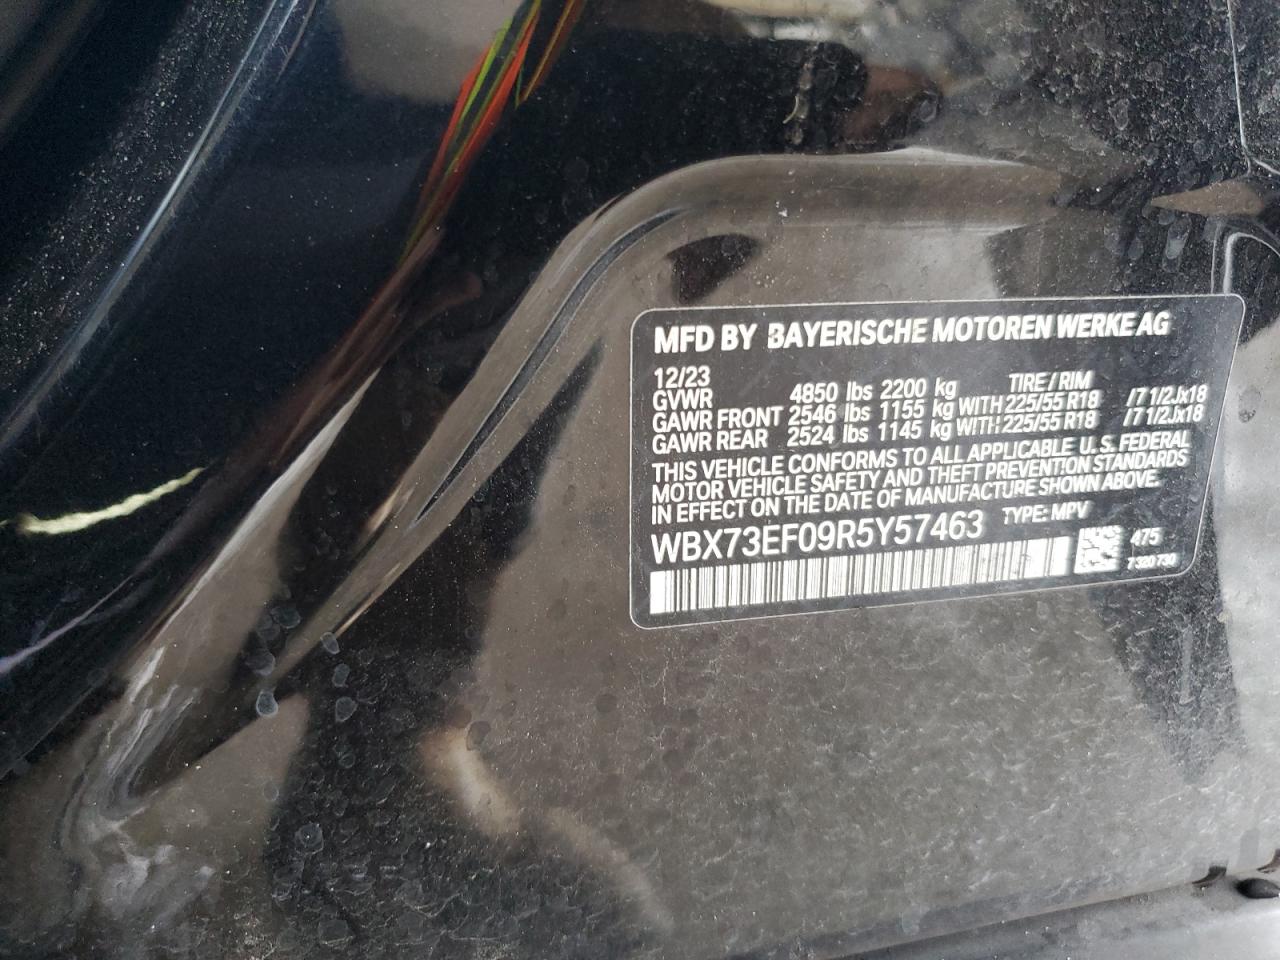 MFD BY BAYERISCHE MOTOREN WERKE AG
12/23 TIRE / RIM
GVWR 4850 lbs 2200 kg
GAWR FRONT 2546 lbs 1155 kg WITH 225/55 R18 /7 1/2Jx18
GAWR REAR 2524 lbs 1145 kg WITH: 225/55 R18 /7 1/2Jx18
THIS VEHICLE CONFORMS TO ALL APPLICABLE U.S. FEDERAL
MOTOR VEHICLE SAFETY AND THEFT PREVENTION STANDARDS
IN EFFECT ON THE DATE OF MANUFACTURE SHOWN ABOVE.
WBX73EF09R5Y57463 TYPE: MPV
475
7 320 730